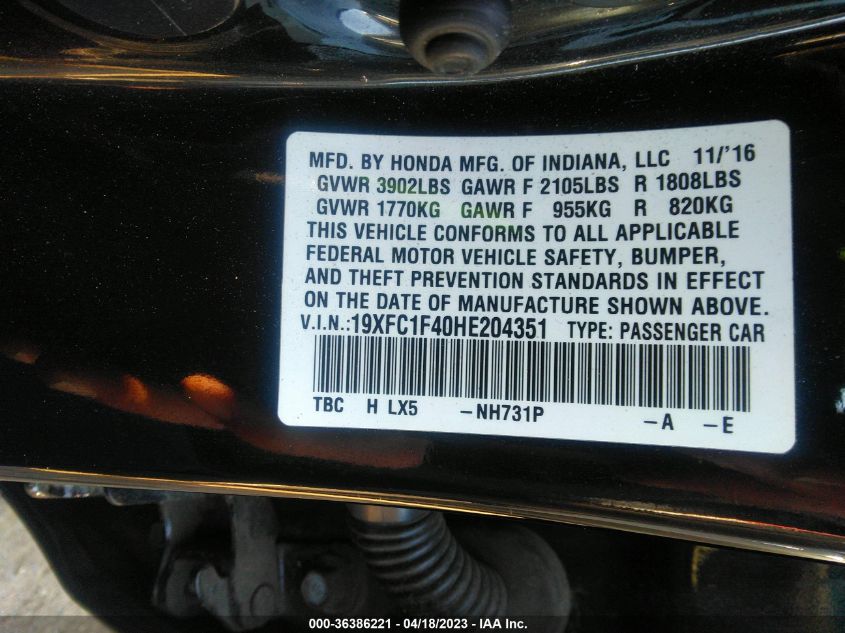 MFD. BY HONDA MFG. OF INDIANA, LLC 11/'16
GVWR 3902LBS GAWR F 2105LBS R 1808LBS
GVWR 1770KG GAWR F 955KG R 820KG
THIS VEHICLE CONFORMS TO ALL APPLICABLE
FEDERAL MOTOR VEHICLE SAFETY, BUMPER,
AND THEFT PREVENTION STANDARDS IN EFFECT
ON THE DATE OF MANUFACTURE SHOWN ABOVE.
V.I.N.:19XFC1F40HE204351 TYPE: PASSENGER CAR
TBC H LX5 -NH731P -A -E
000-36386221 - 04/18/2023 - IAA Inc.